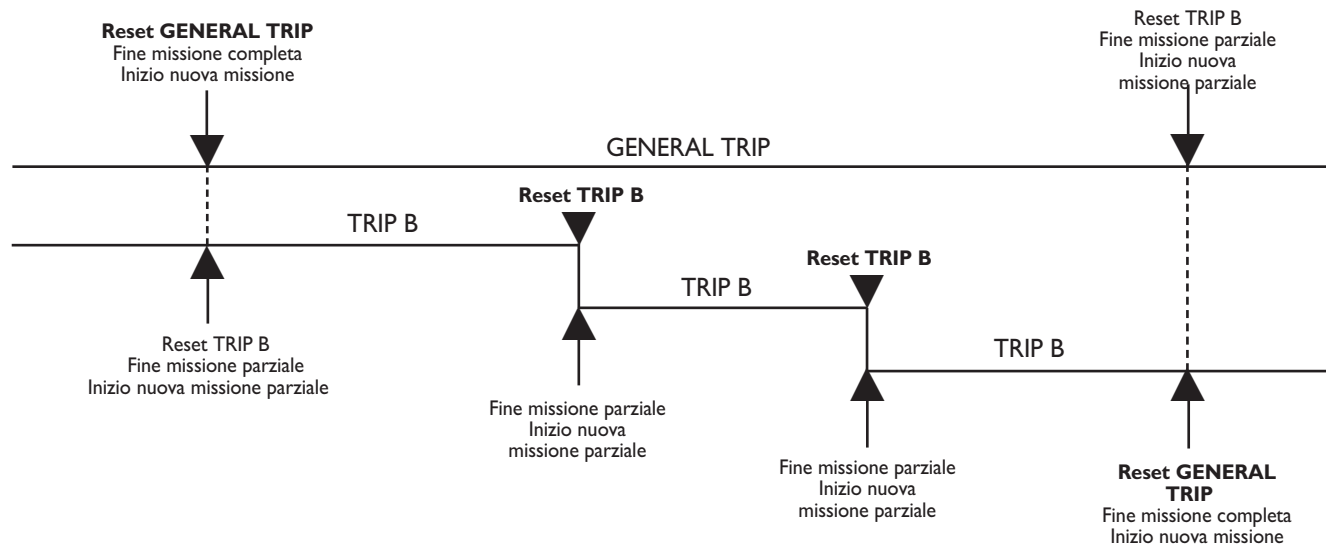 Reset GENERAL TRIP
Fine missione completa
Inizio nuova missione
Reset TRIP B
Fine missione parziale
Inizio nuova
missione parziale
GENERAL TRIP
Reset TRIP B
TRIP B
Reset TRIP B
TRIP B
TRIP B
Reset TRIP B
Fine missione parziale
Inizio nuova missione parziale
Fine missione parziale
Inizio nuova
missione parziale
Fine missione parziale
Inizio nuova
missione parziale
Reset GENERAL
TRIP
Fine missione completa
Inizio nuova missione